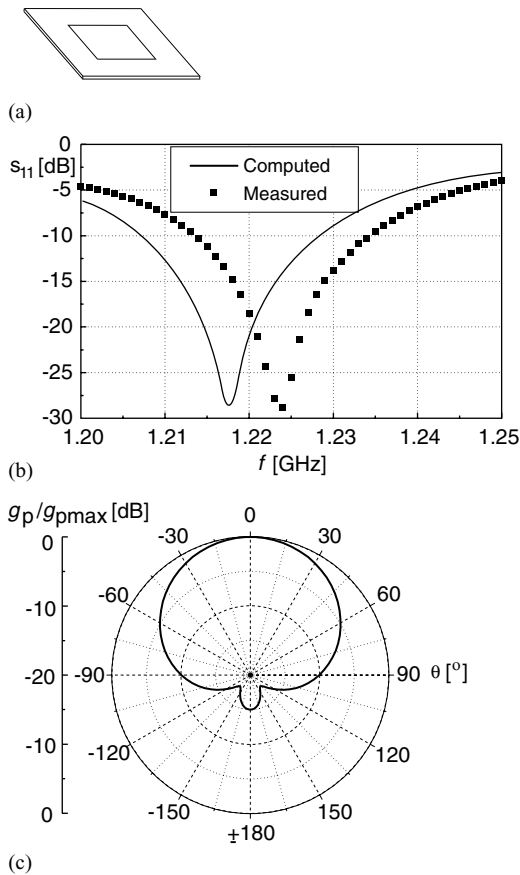 (a)
0
s11 [dB]
Computed
Measured
-5
-10
-15
-20
-25
-30
1.20 1.21 1.22 1.23 1.24 1.25
f [GHz]
(b)
gp/gpmax [dB]
0
-30 30
0
-60 60
-10
-20 -90 90 θ [º]
-10
-120 120
-150 150
0
±180
(c)